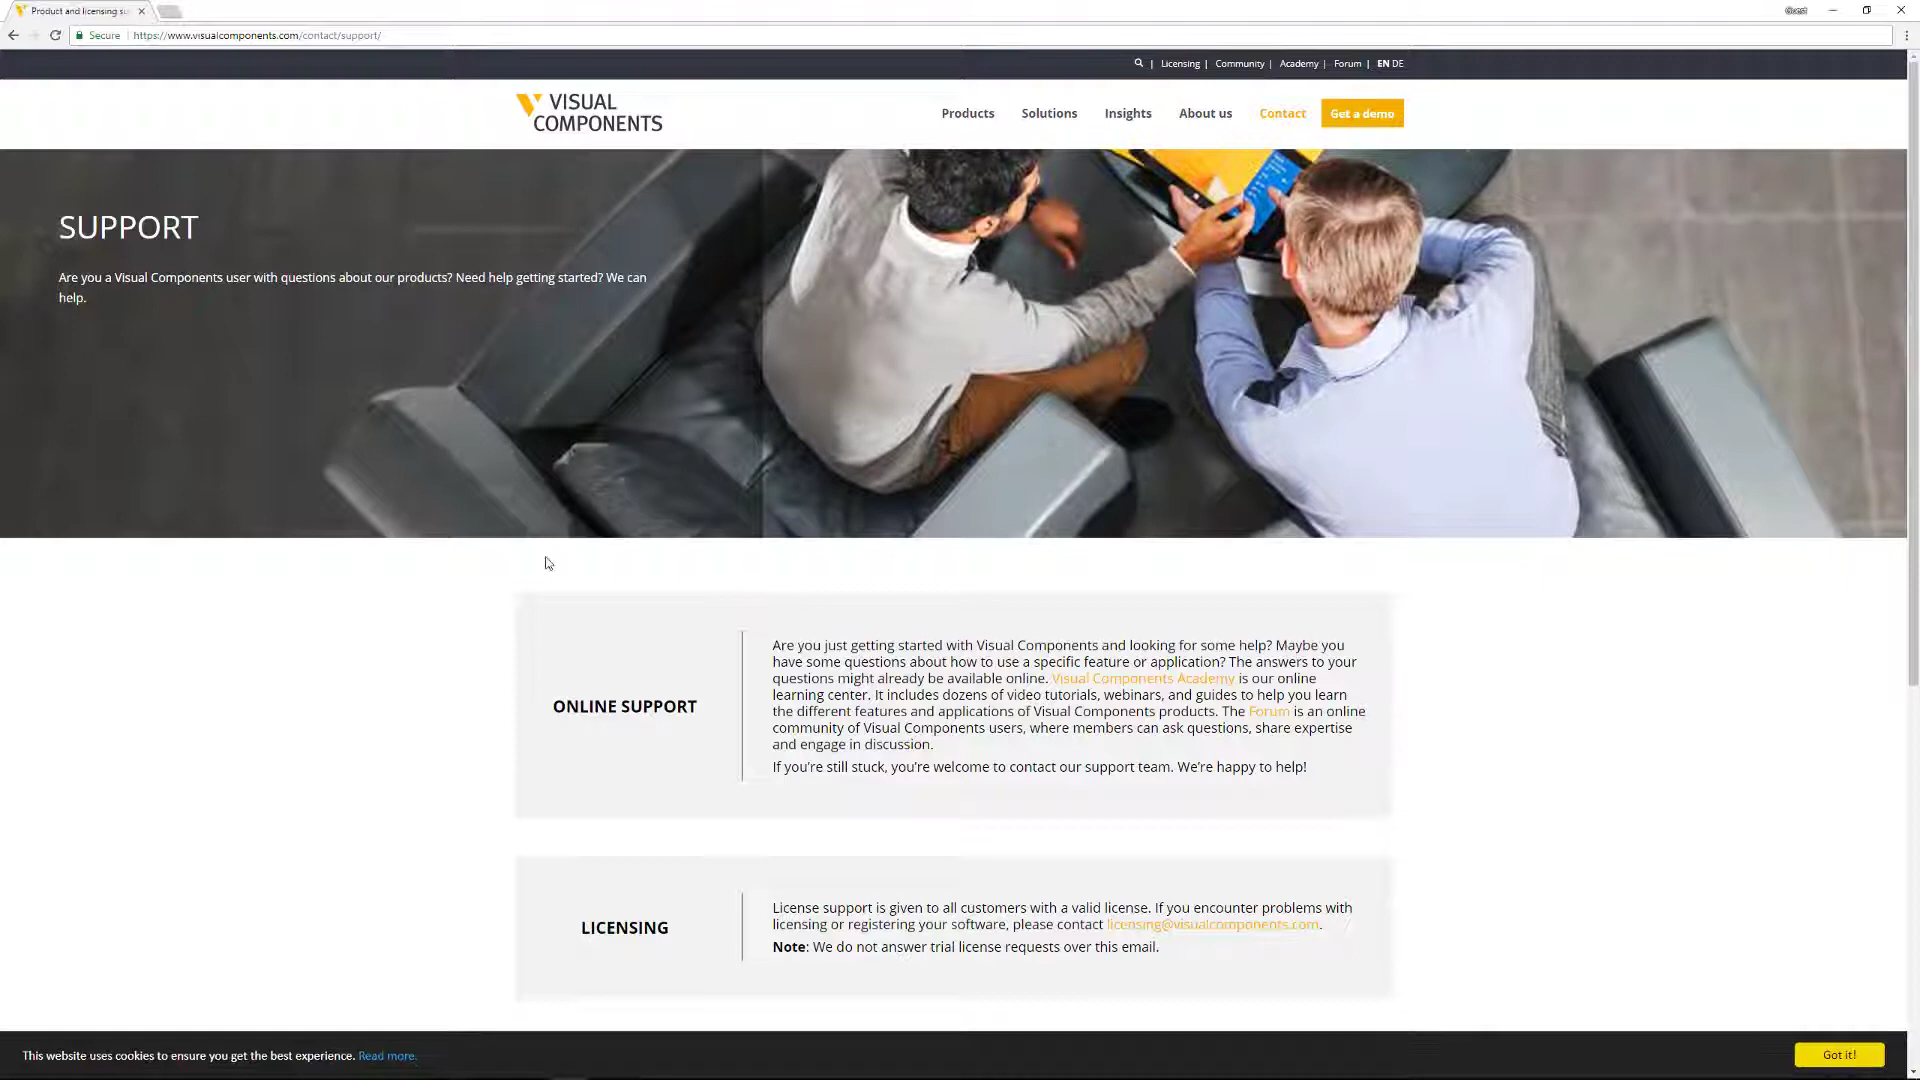 Product and licensing su
Guest
Secure
https://www.visualcomponents.com/contact/support/
Licensing | Community | Academy | Forum | EN DE
VISUAL
COMPONENTS
Products Solutions Insights About us Contact Get a demo
SUPPORT
Are you a Visual Components user with questions about our products? Need help getting started? We can
help.
ONLINE SUPPORT
Are you just getting started with Visual Components and looking for some help? Maybe you
have some questions about how to use a specific feature or application? The answers to your
questions might already be available online. Visual Components Academy is our online
learning center. It includes dozens of video tutorials, webinars, and guides to help you learn
the different features and applications of Visual Components products. The Forum is an online
community of Visual Components users, where members can ask questions, share expertise
and engage in discussion.
If you're still stuck, you're welcome to contact our support team. We're happy to help!
LICENSING
License support is given to all customers with a valid license. If you encounter problems with
licensing or registering your software, please contact licensing@visualcomponents.com.
Note: We do not answer trial license requests over this email.
This website uses cookies to ensure you get the best experience. Read more.
Got it!